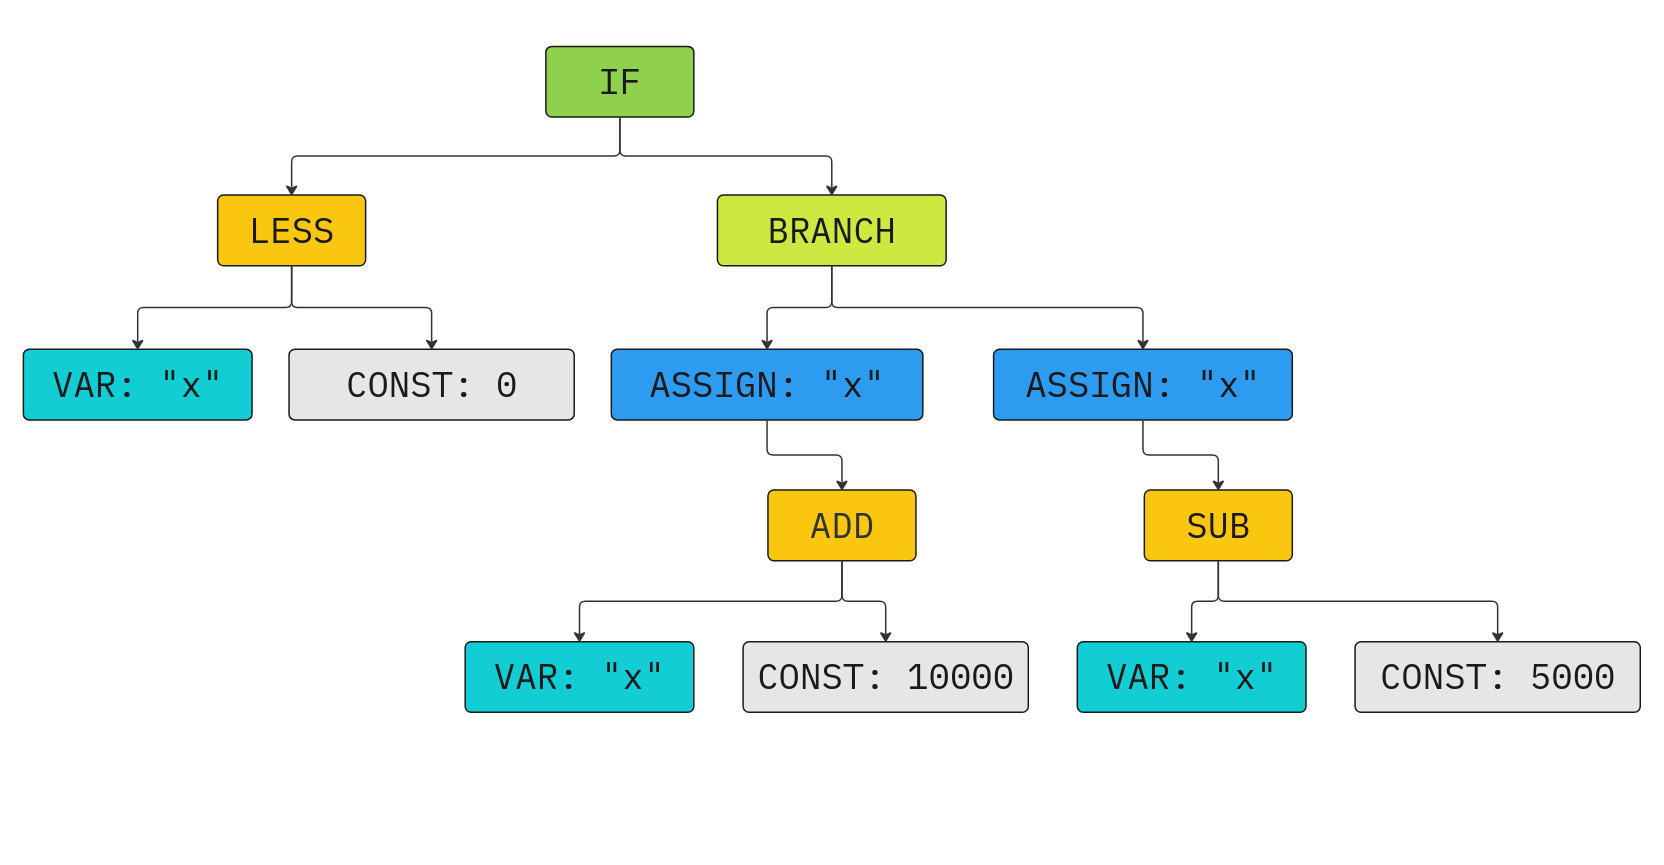 IF
LESS
BRANCH
VAR: "x"
CONST: 0
ASSIGN: "x"
ASSIGN: "x"
ADD
SUB
VAR: "x"
CONST: 10000
VAR: "x"
CONST: 5000